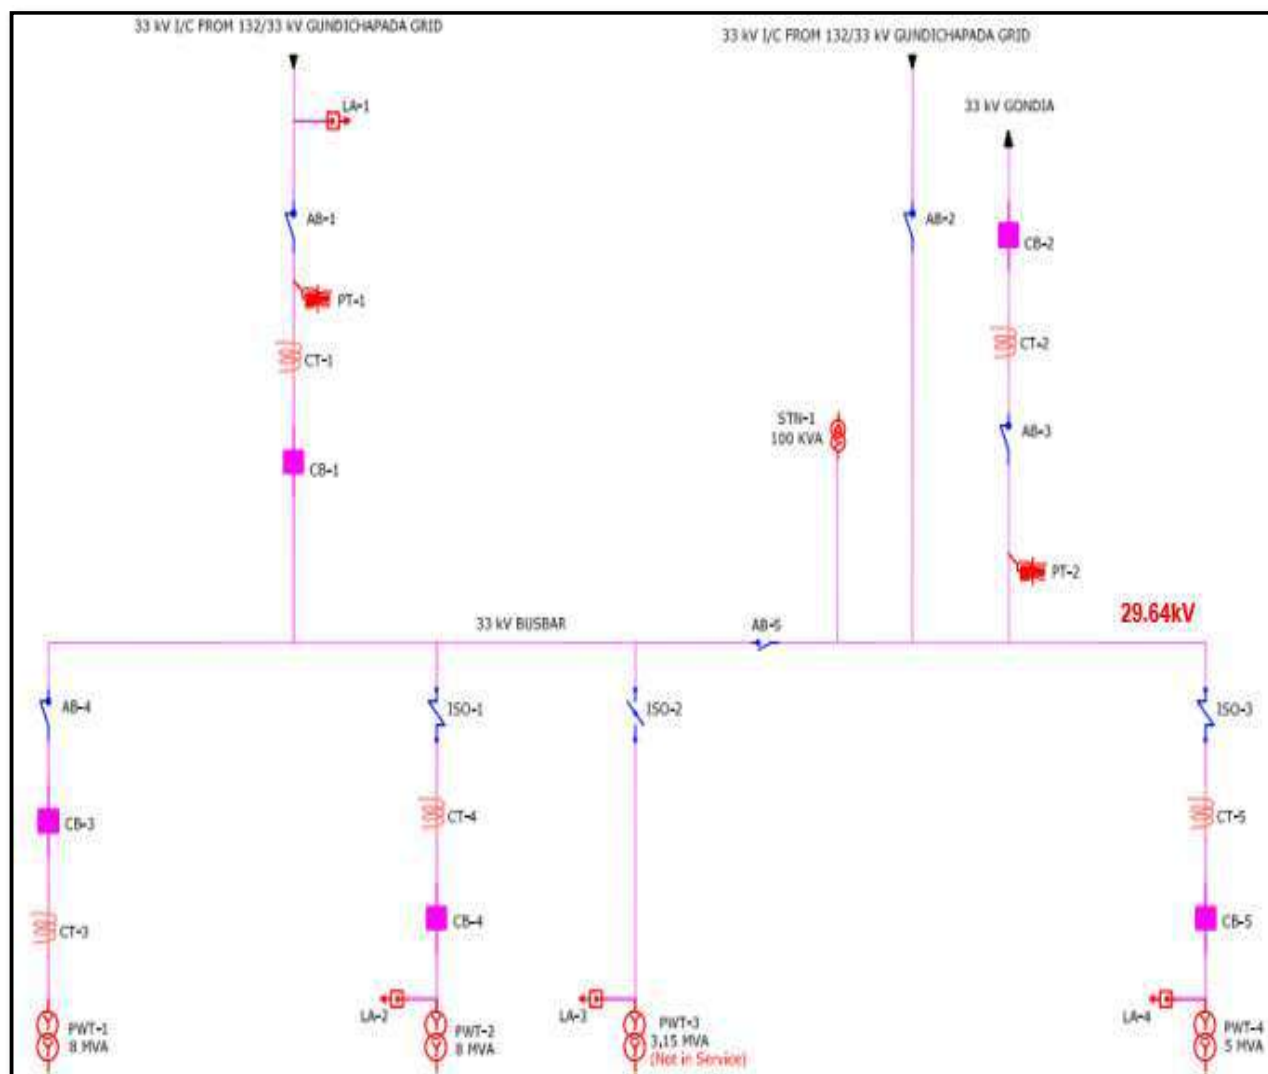 33 kV I/C FROM 132/33 kV GUNDICHAPADA GRID
33 kV I/C FROM 132/33 kV GUNDICHAPADA GRID
33 kV GONDIA
LA-1
AB-1
AB-2
CB-2
PT-1
CT-1
CT-2
STN-1
100 KVA
AB-3
CB-1
PT-2
29.64kV
33 kV BUSBAR
AB-5
AB-4
ISO-1
ISO-2
ISO-3
CT-4
CT-5
CB-3
CB-4
CB-5
CT-3
LA-2
LA-3
LA-4
PWT-1
8 MVA
PWT-2
8 MVA
PWT-3
3,15 MVA
(Not in Service)
PWT-4
5 MVA